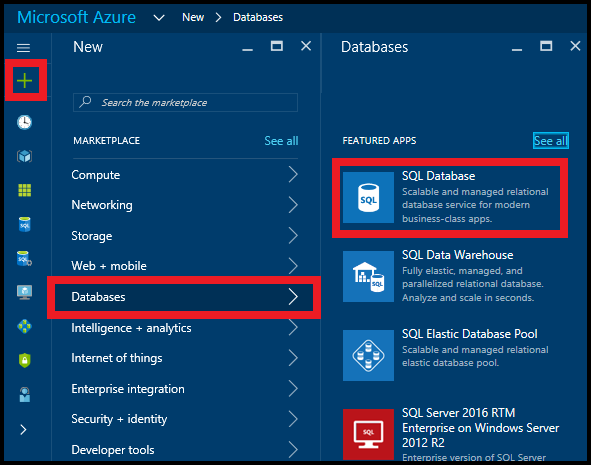 Microsoft Azure New > Databases
New
Search the marketplace
MARKETPLACE See all
Compute
Networking
Storage
Web + mobile
Databases
Intelligence + analytics
Internet of things
Enterprise integration
Security + identity
Developer tools
Databases
FEATURED APPS See all
SQL
SQL Database
Scalable and managed relational
database service for modern
business-class apps.
SQL
SQL Data Warehouse
Fully elastic, managed, and
parallelized relational database.
Analyze and scale in seconds.
SQL Elastic Database Pool
Scalable and managed relational
elastic database pool.
SQL
SQL Server 2016 RTM
Enterprise on Windows Server
2012 R2
Enterprise version of SQL Server